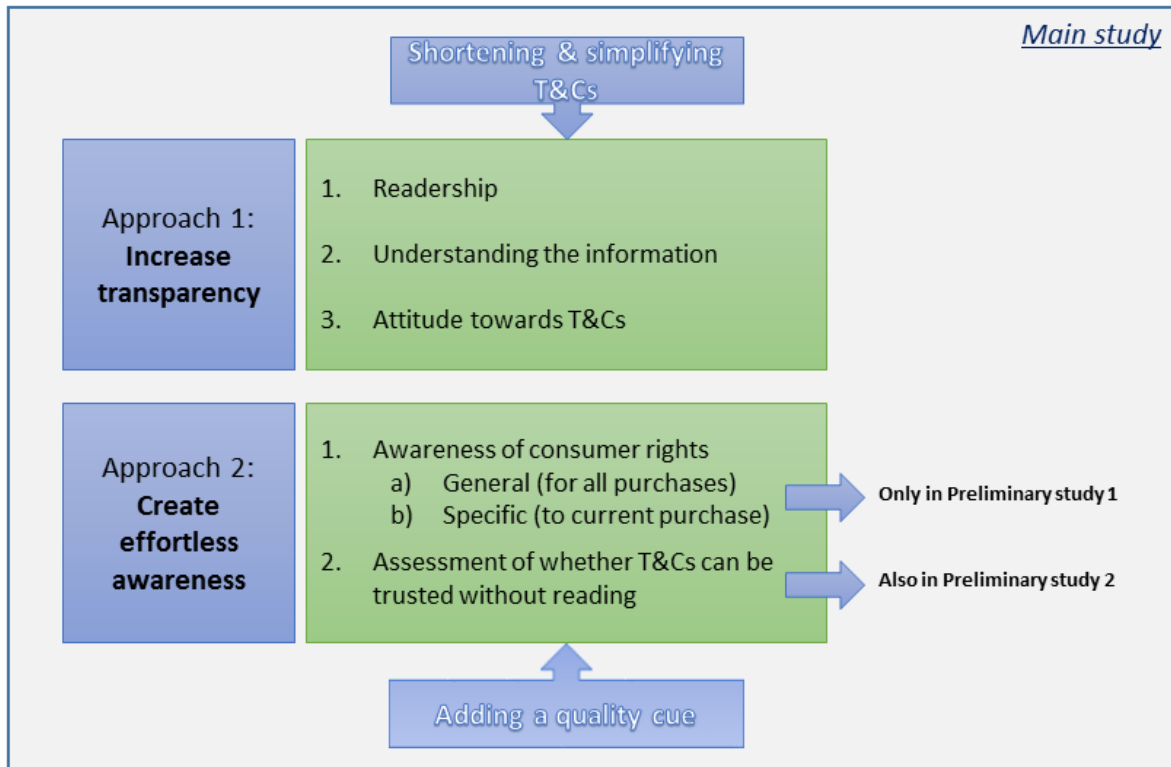 Main study
Shortening & simplifying
T&Cs
Approach 1:
Increase
transparency
1. Readership
2. Understanding the information
3. Attitude towards T&Cs
Approach 2:
Create
effortless
awareness
1. Awareness of consumer rights
a) General (for all purchases)
b) Specific (to current purchase)
2. Assessment of whether T&Cs can be
trusted without reading
Only in Preliminary study 1
Also in Preliminary study 2
Adding a quality cue